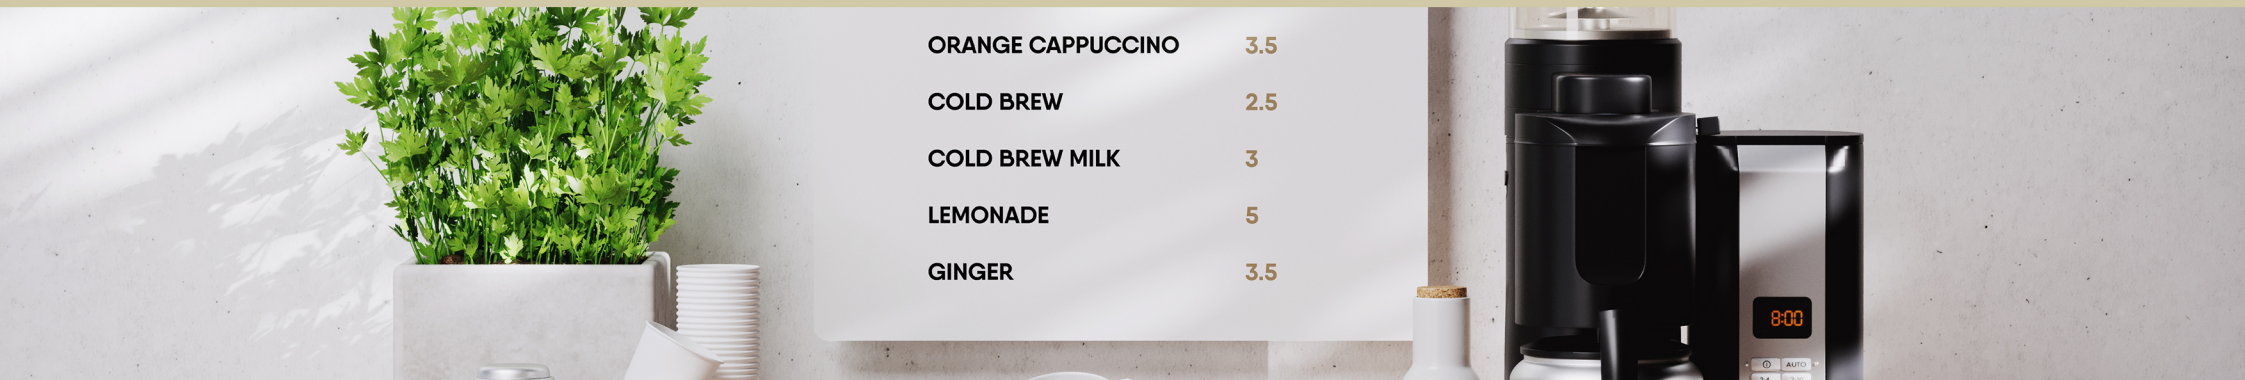 ORANGE CAPPUCCINO 3.5
COLD BREW 2.5
COLD BREW MILK 3
LEMONADE 5
GINGER 3.5
8:00
AUTO